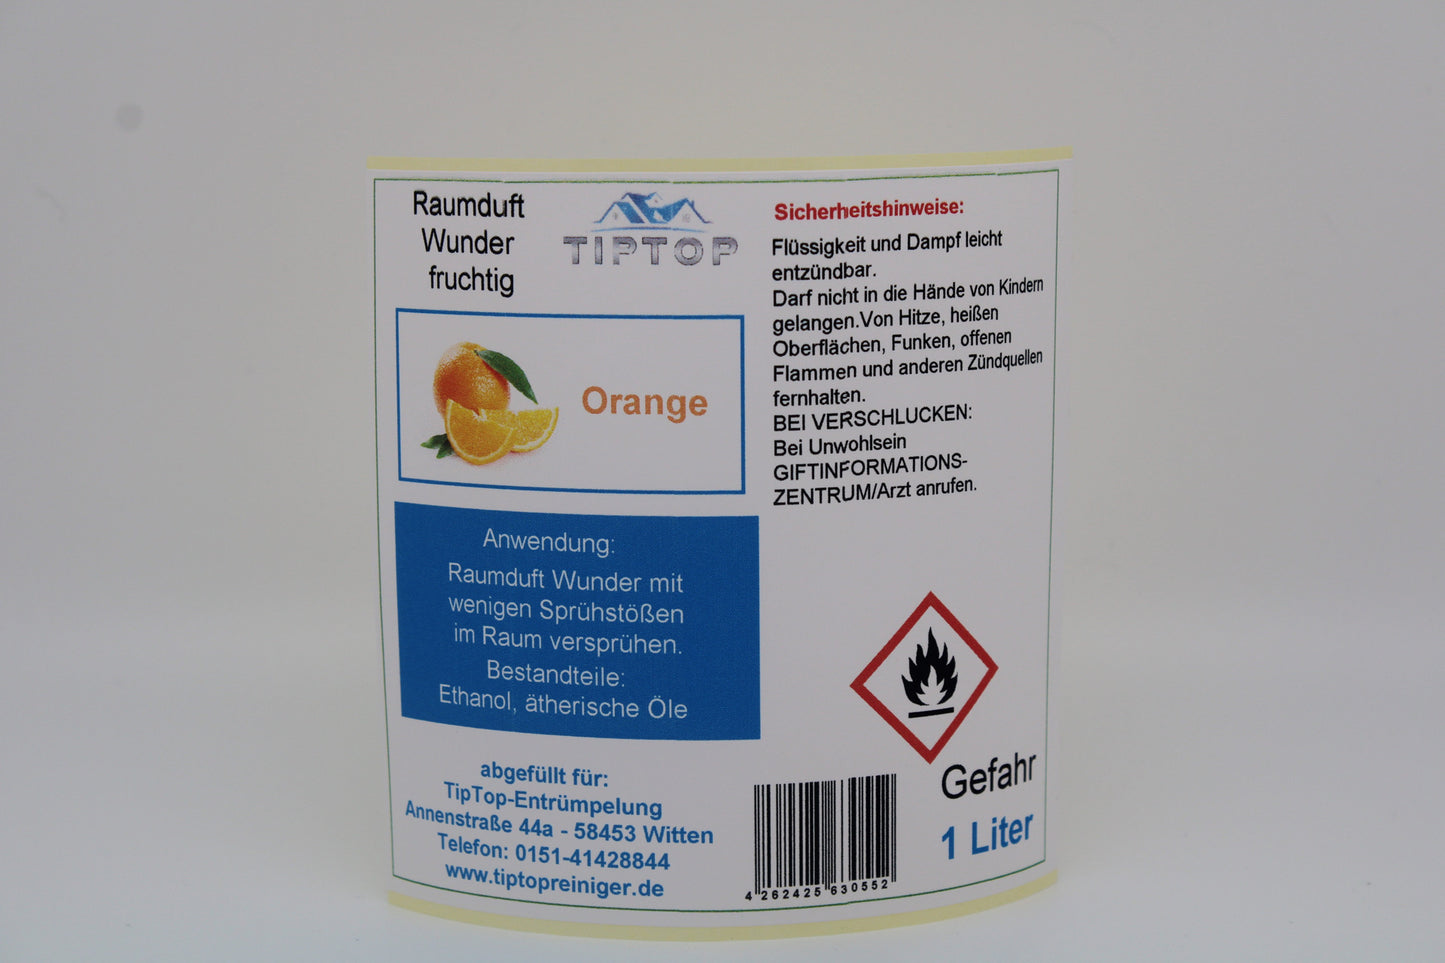 Raumduft
Wunder
fruchtig
TIPTOP
Orange
Anwendung:
Raumduft Wunder mit
wenigen Sprühstößen
im Raum versprühen.
Bestandteile:
Ethanol, ätherische Öle
abgefüllt für:
TipTop-Entrümpelung
Annenstraße 44a - 58453 Witten
Telefon: 0151-41428844
www.tiptopreiniger.de
Sicherheitshinweise:
Flüssigkeit und Dampf leicht
entzündbar.
Darf nicht in die Hände von Kindern
gelangen.Von Hitze, heißen
Oberflächen, Funken, offenen
Flammen und anderen Zündquellen
fernhalten.
BEI VERSCHLUCKEN:
Bei Unwohlsein
GIFTINFORMATIONS-
ZENTRUM/Arzt anrufen.
Gefahr
1 Liter
4 262425 630552